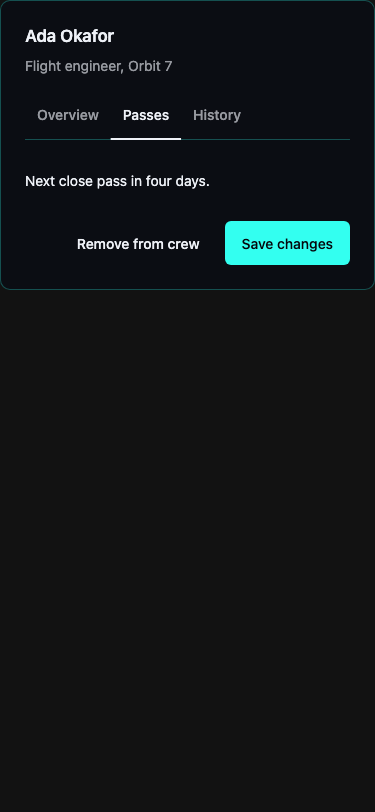 Ada Okafor
Flight engineer, Orbit 7
Overview Passes History
Next close pass in four days.
Remove from crew Save changes